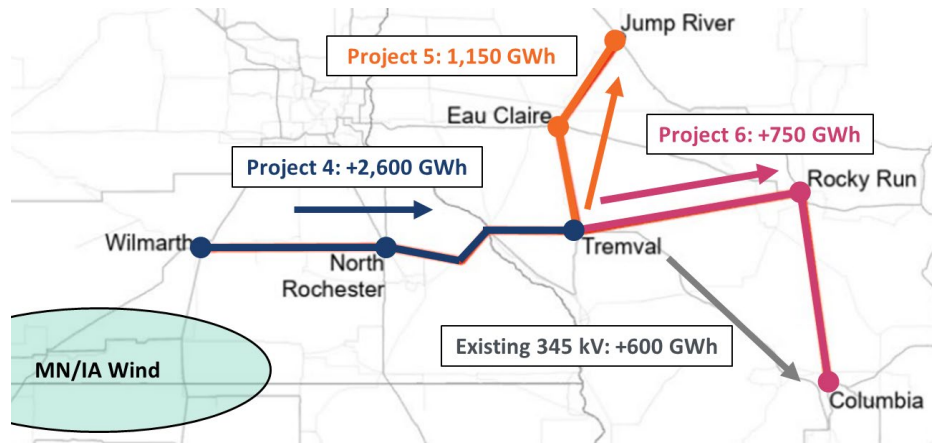 Jump River
Project 5: 1,150 GWh
Eau Claire
Project 6: +750 GWh
Project 4: +2,600 GWh
Rocky Run
Wilmarth
North
Rochester
Tremval
Existing 345 kV: +600 GWh
MN/IA Wind
Columbia